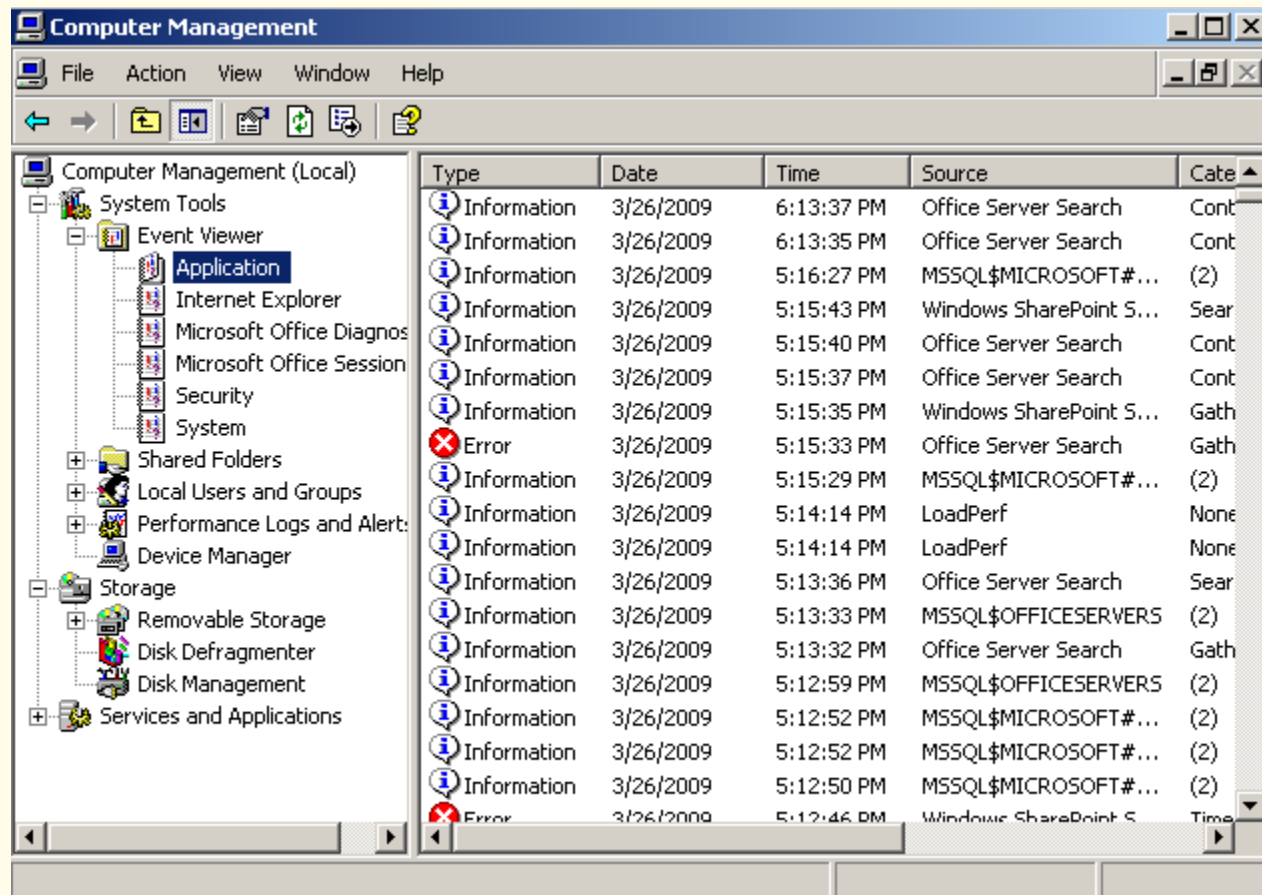 Computer Management
File Action View Window Help
Computer Management (Local)
System Tools
Event Viewer
Application
Internet Explorer
Microsoft Office Diagnos
Microsoft Office Session
Security
System
Shared Folders
Local Users and Groups
Performance Logs and Alert
Device Manager
Storage
Removable Storage
Disk Defragmenter
Disk Management
Services and Applications
Type Date Time Source Cate
Information 3/26/2009 6:13:37 PM Office Server Search Cont
Information 3/26/2009 6:13:35 PM Office Server Search Cont
Information 3/26/2009 5:16:27 PM MSSQL$MICROSOFT#... (2)
Information 3/26/2009 5:15:43 PM Windows SharePoint S... Sear
Information 3/26/2009 5:15:40 PM Office Server Search Cont
Information 3/26/2009 5:15:37 PM Office Server Search Cont
Information 3/26/2009 5:15:35 PM Windows SharePoint S... Gath
Error 3/26/2009 5:15:33 PM Office Server Search Gath
Information 3/26/2009 5:15:29 PM MSSQL$MICROSOFT#... (2)
Information 3/26/2009 5:14:14 PM LoadPerf None
Information 3/26/2009 5:14:14 PM LoadPerf None
Information 3/26/2009 5:13:36 PM Office Server Search Sear
Information 3/26/2009 5:13:33 PM MSSQL$OFFICESERVERS (2)
Information 3/26/2009 5:13:32 PM Office Server Search Gath
Information 3/26/2009 5:12:59 PM MSSQL$OFFICESERVERS (2)
Information 3/26/2009 5:12:52 PM MSSQL$MICROSOFT#... (2)
Information 3/26/2009 5:12:52 PM MSSQL$MICROSOFT#... (2)
Information 3/26/2009 5:12:50 PM MSSQL$MICROSOFT#... (2)
Error 3/26/2009 5:12:46 PM Windows SharePoint S Time